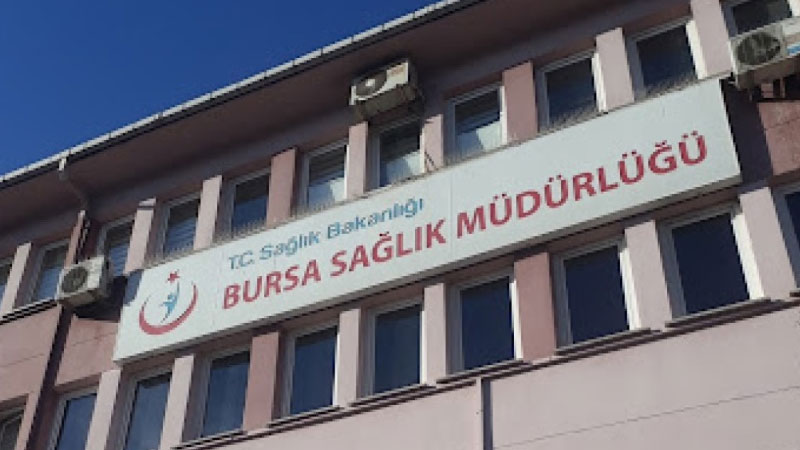 T.C. Sağlık Bakanlığı
BURSA SAĞLIK MÜDÜRLÜĞÜ